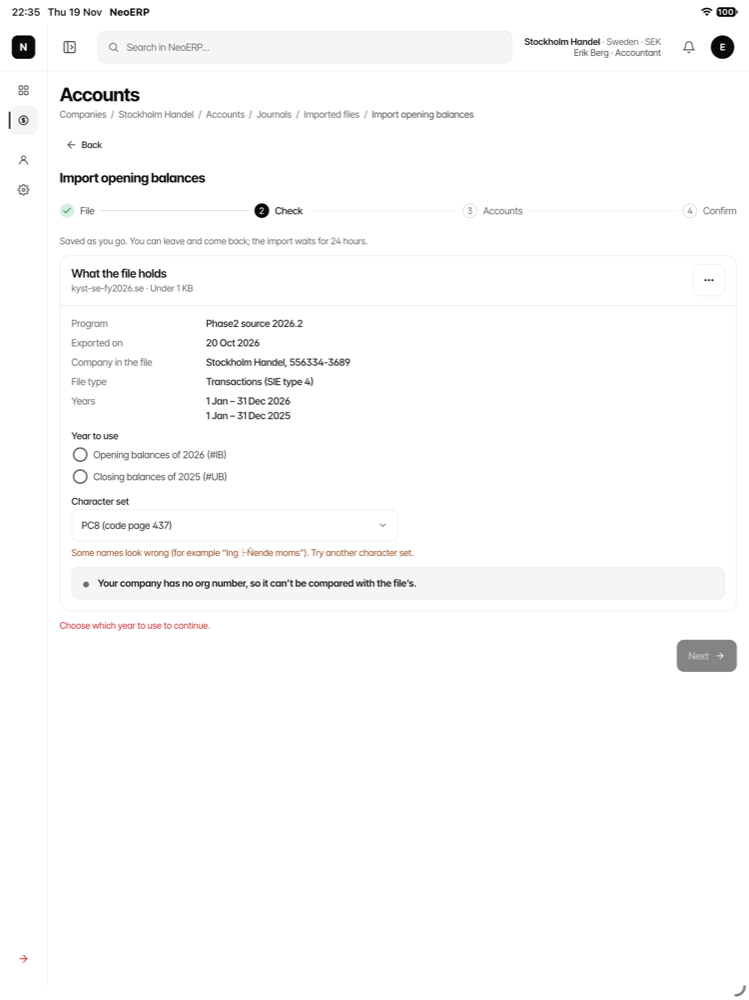 22:35 Thu 19 Nov NeoERP 100
N
Search in NeoERP...
Stockholm Handel · Sweden · SEK
Erik Berg · Accountant
E
Accounts
Companies / Stockholm Handel / Accounts / Journals / Imported files / Import opening balances
Back
Import opening balances
File
2 Check
3 Accounts
4 Confirm
Saved as you go. You can leave and come back; the import waits for 24 hours.
What the file holds
kyst-se-fy2026.se · Under 1 KB
Program Phase2 source 2026.2
Exported on 20 Oct 2026
Company in the file Stockholm Handel, 556334-3689
File type Transactions (SIE type 4)
Years 1 Jan – 31 Dec 2026
1 Jan – 31 Dec 2025
Year to use
Opening balances of 2026 (#IB)
Closing balances of 2025 (#UB)
Character set
PC8 (code page 437)
Some names look wrong (for example “Ing ├Ñende moms”). Try another character set.
Your company has no org number, so it can’t be compared with the file’s.
Choose which year to use to continue.
Next